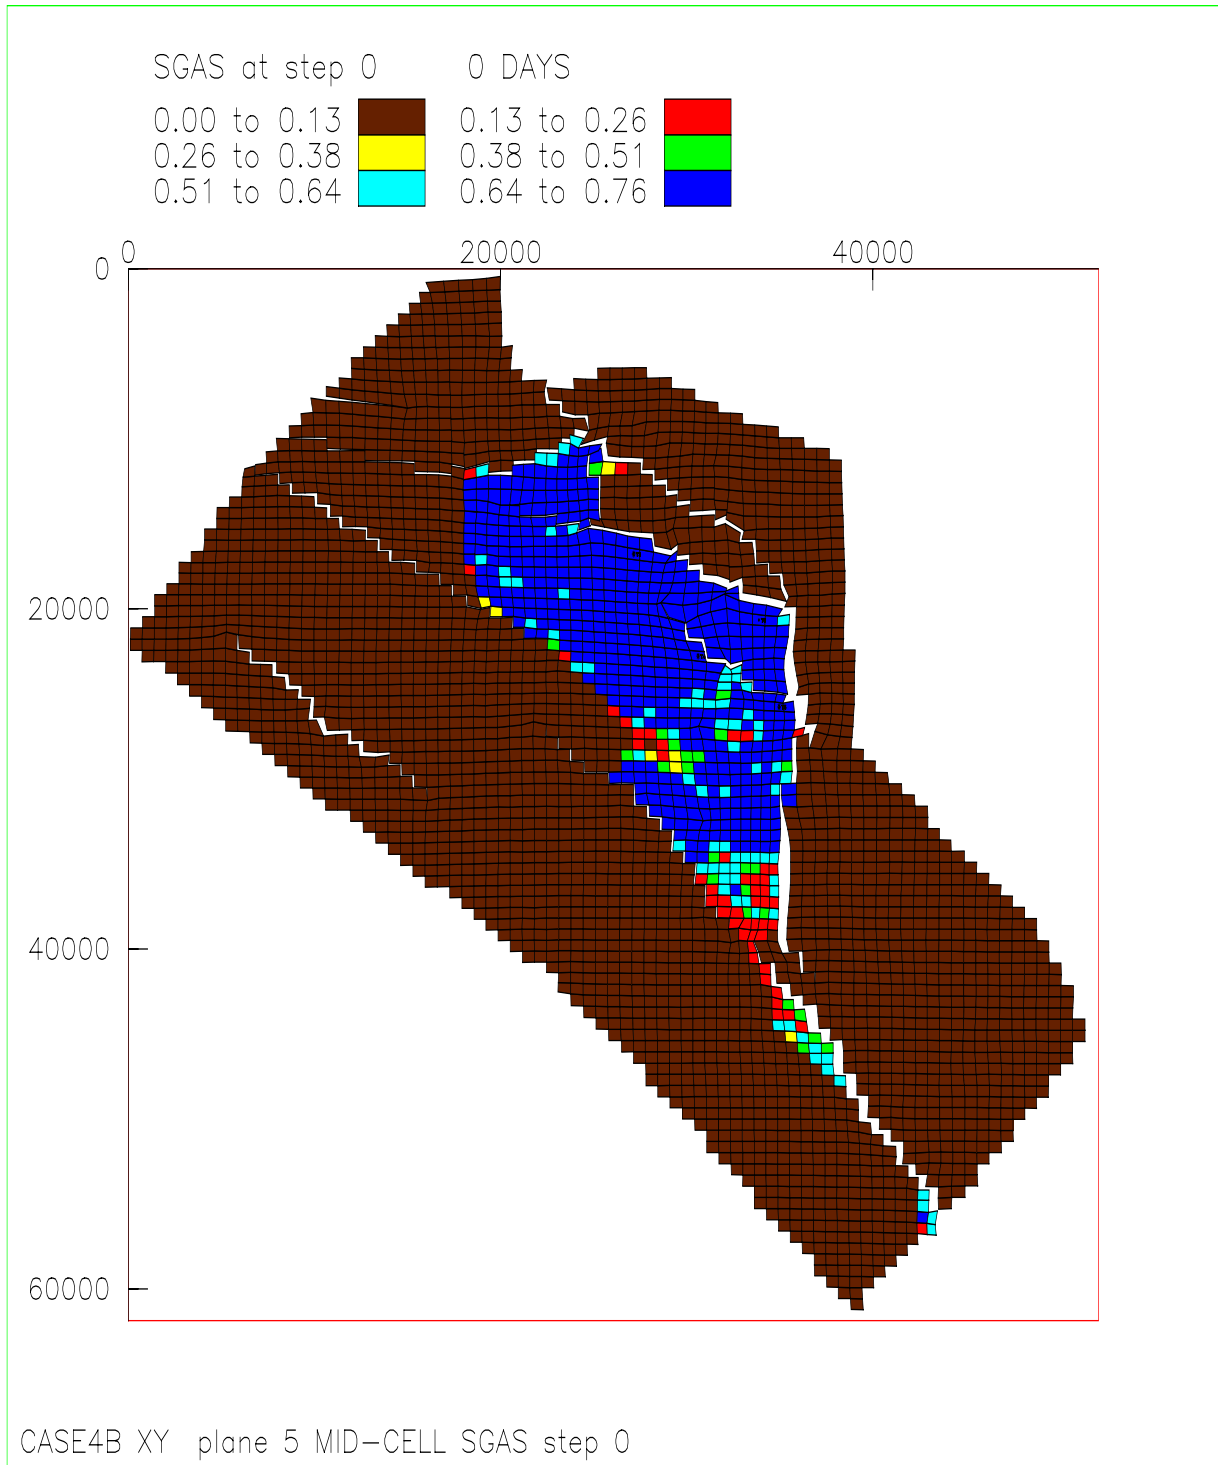 SGAS at step 0 0 DAYS
0.00 to 0.13 0.13 to 0.26
0.26 to 0.38 0.38 to 0.51
0.51 to 0.64 0.64 to 0.76
0 20000 40000
0
20000
40000
60000
CASE4B XY plane 5 MID-CELL SGAS step 0